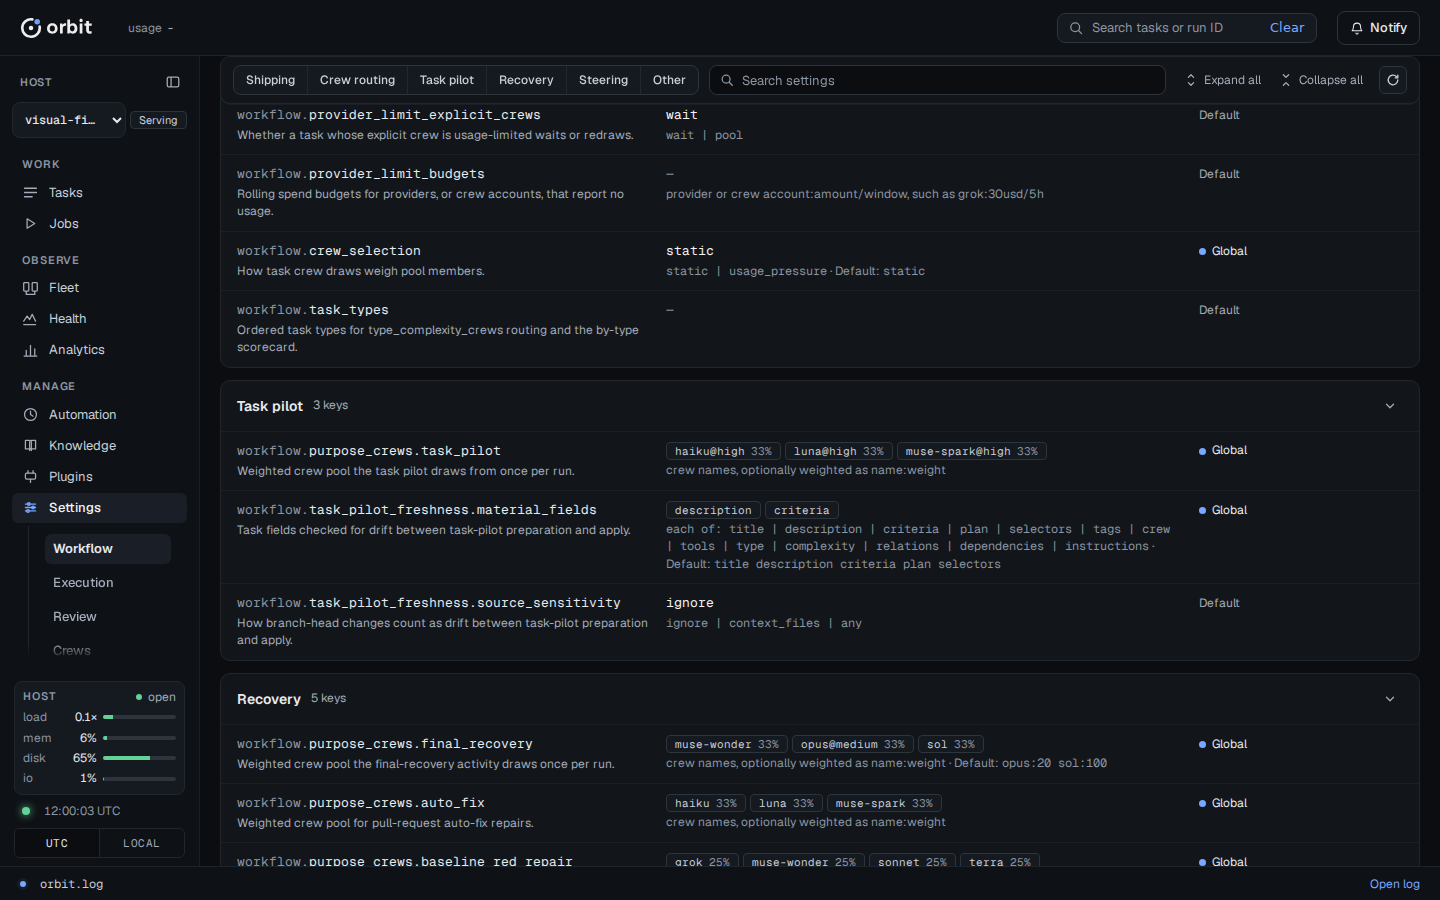 orbit
usage -
Search tasks or run ID
Clear
Notify
HOST
visual-fi…
Serving
WORK
Tasks
Jobs
OBSERVE
Fleet
Health
Analytics
MANAGE
Automation
Knowledge
Plugins
Settings
Workflow
Execution
Review
Crews
HOST
open
load 0.1×
mem 6%
disk 65%
io 1%
12:00:03 UTC
UTC LOCAL
Shipping Crew routing Task pilot Recovery Steering Other
Search settings
Expand all
Collapse all
workflow.provider_limit_explicit_crews
Whether a task whose explicit crew is usage-limited waits or redraws.
wait
wait | pool
Default
workflow.provider_limit_budgets
Rolling spend budgets for providers, or crew accounts, that report no
usage.
—
provider or crew account:amount/window, such as grok:30usd/5h
Default
workflow.crew_selection
How task crew draws weigh pool members.
static
static | usage_pressure · Default: static
Global
workflow.task_types
Ordered task types for type_complexity_crews routing and the by-type
scorecard.
—
Default
Task pilot 3 keys
workflow.purpose_crews.task_pilot
Weighted crew pool the task pilot draws from once per run.
haiku@high 33% luna@high 33% muse-spark@high 33%
crew names, optionally weighted as name:weight
Global
workflow.task_pilot_freshness.material_fields
Task fields checked for drift between task-pilot preparation and apply.
description criteria
each of: title | description | criteria | plan | selectors | tags | crew
| tools | type | complexity | relations | dependencies | instructions ·
Default: title description criteria plan selectors
Global
workflow.task_pilot_freshness.source_sensitivity
How branch-head changes count as drift between task-pilot preparation
and apply.
ignore
ignore | context_files | any
Default
Recovery 5 keys
workflow.purpose_crews.final_recovery
Weighted crew pool the final-recovery activity draws once per run.
muse-wonder 33% opus@medium 33% sol 33%
crew names, optionally weighted as name:weight · Default: opus:20 sol:100
Global
workflow.purpose_crews.auto_fix
Weighted crew pool for pull-request auto-fix repairs.
haiku 33% luna 33% muse-spark 33%
crew names, optionally weighted as name:weight
Global
workflow.purpose_crews.baseline_red_repair
grok 25% muse-wonder 25% sonnet 25% terra 25%
Global
orbit.log
Open log